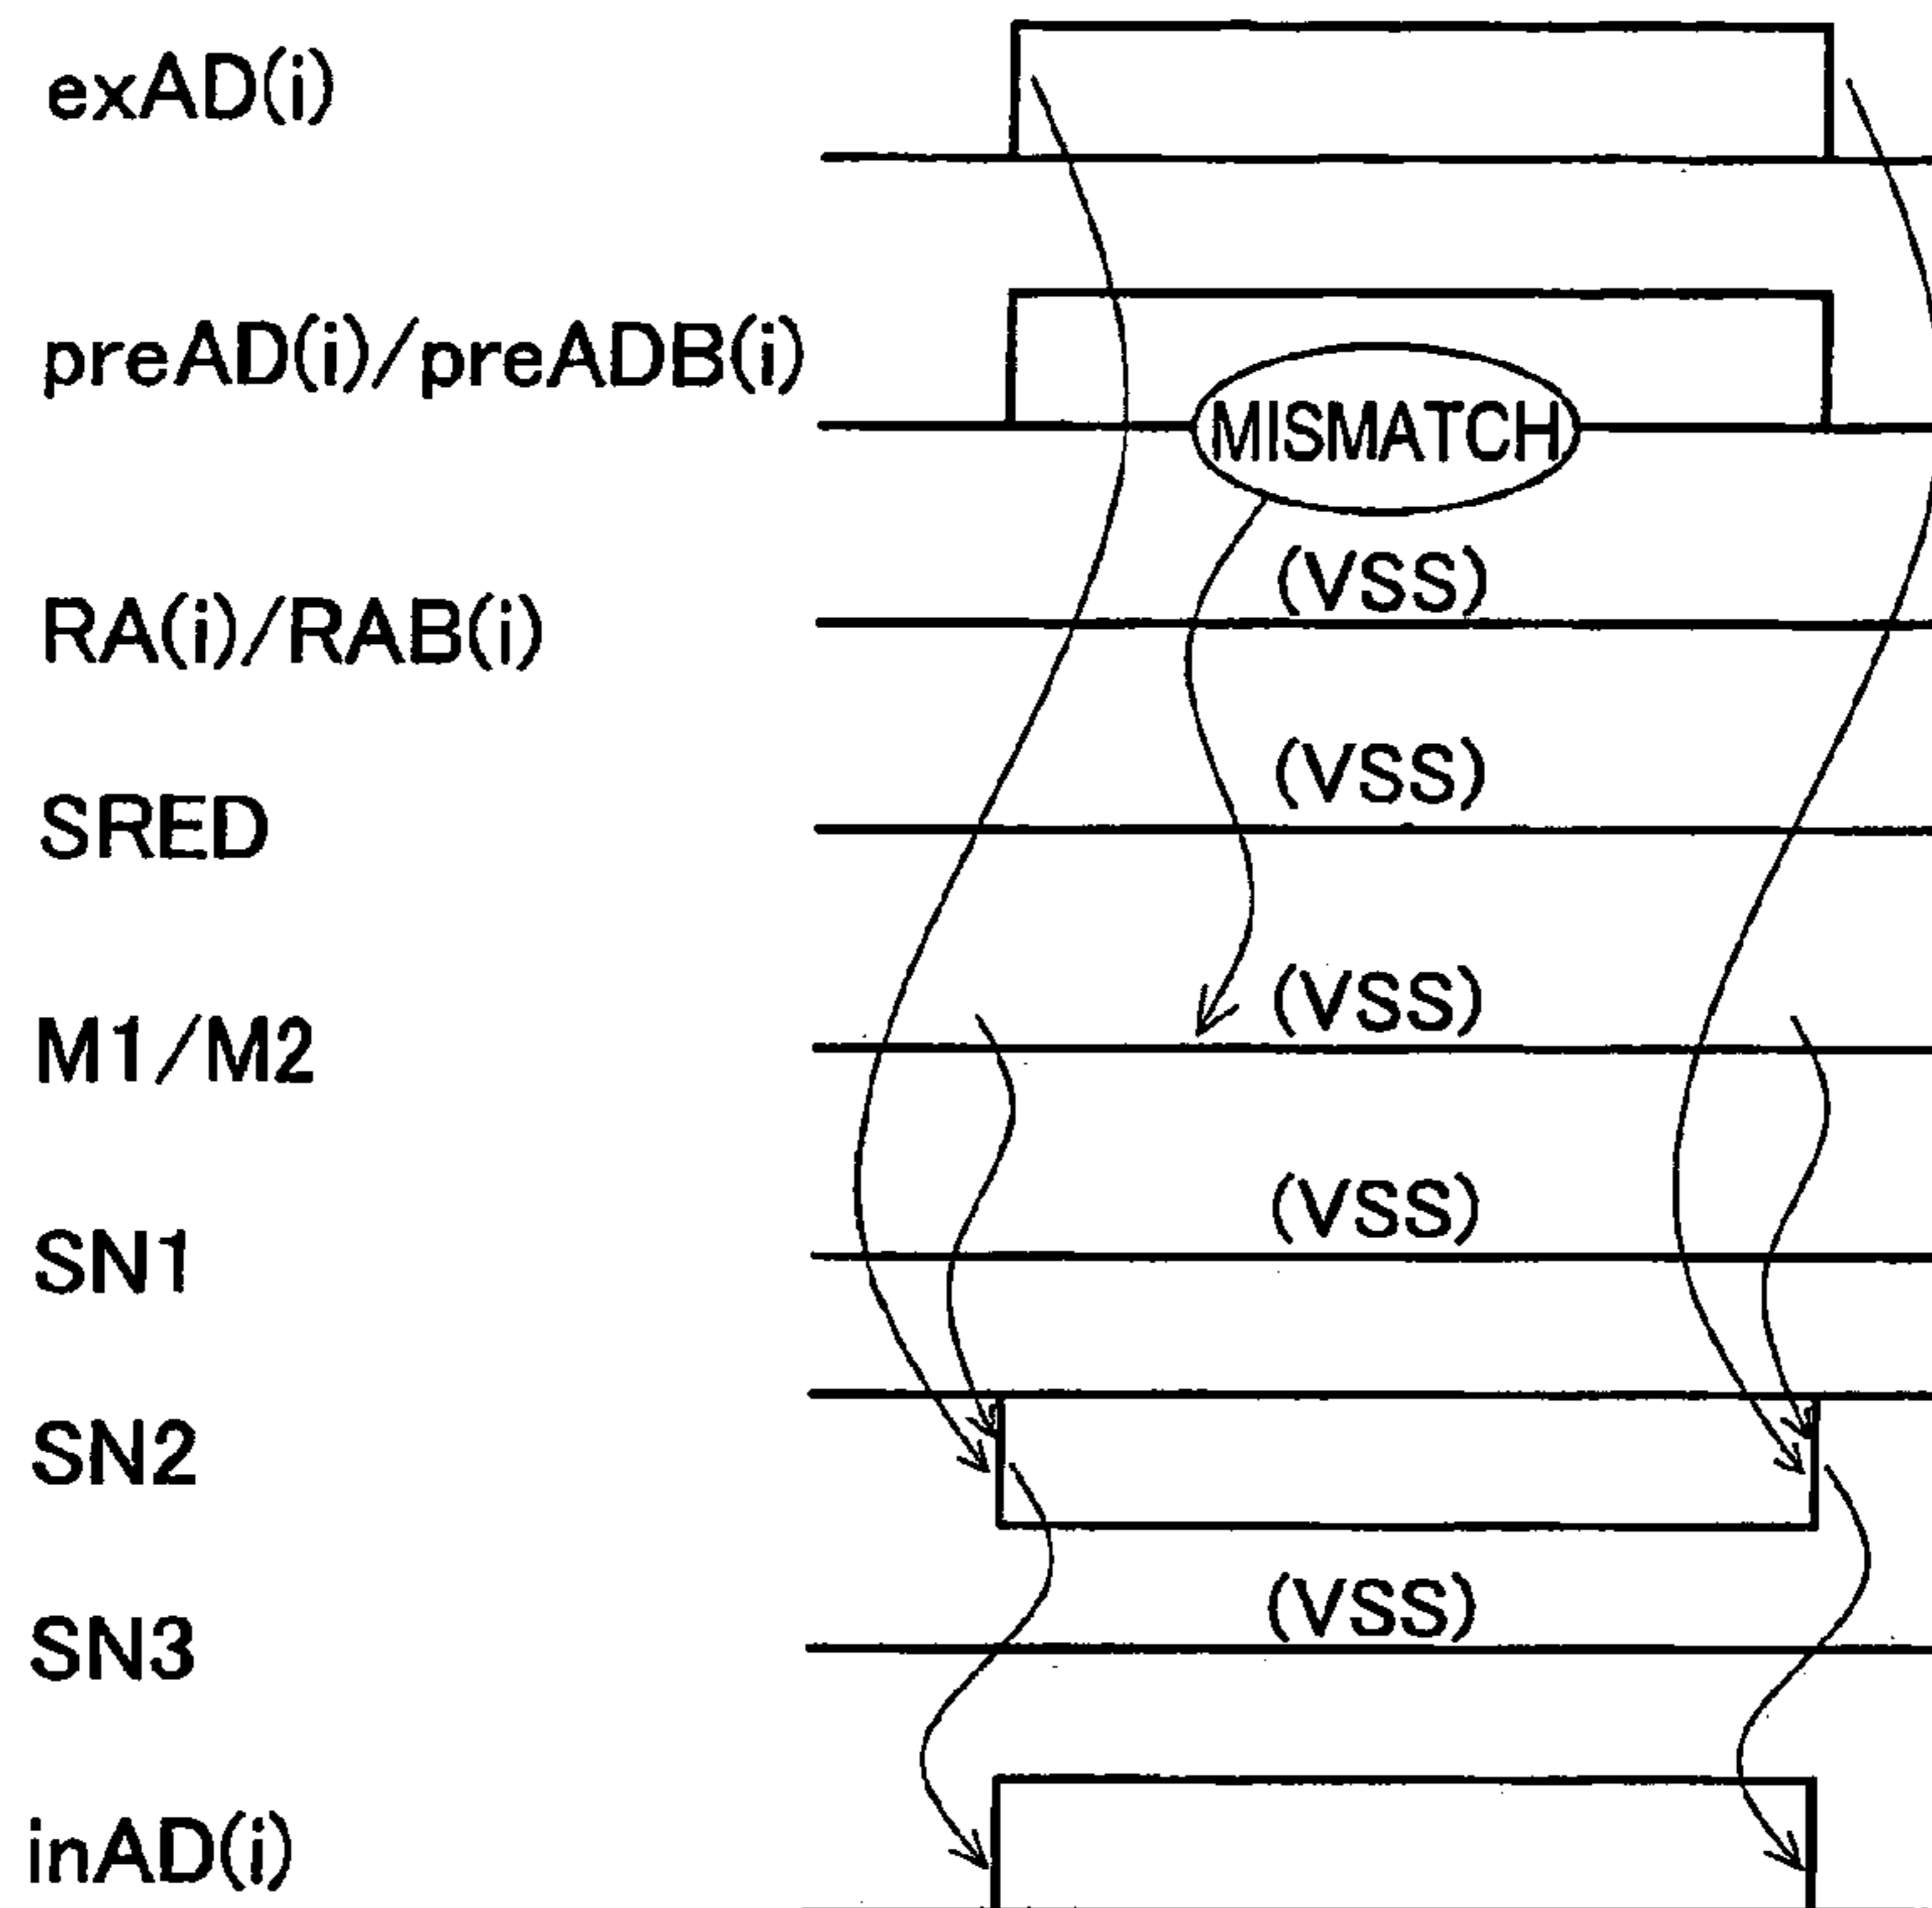 exAD(i)
preAD(i)/preADB(i)
MISMATCH
(VSS)
RA(i)/RAB(i)
(VSS)
SRED
(VSS)
M1/M2
(VSS)
SN1
SN2
(VSS)
SN3
inAD(i)